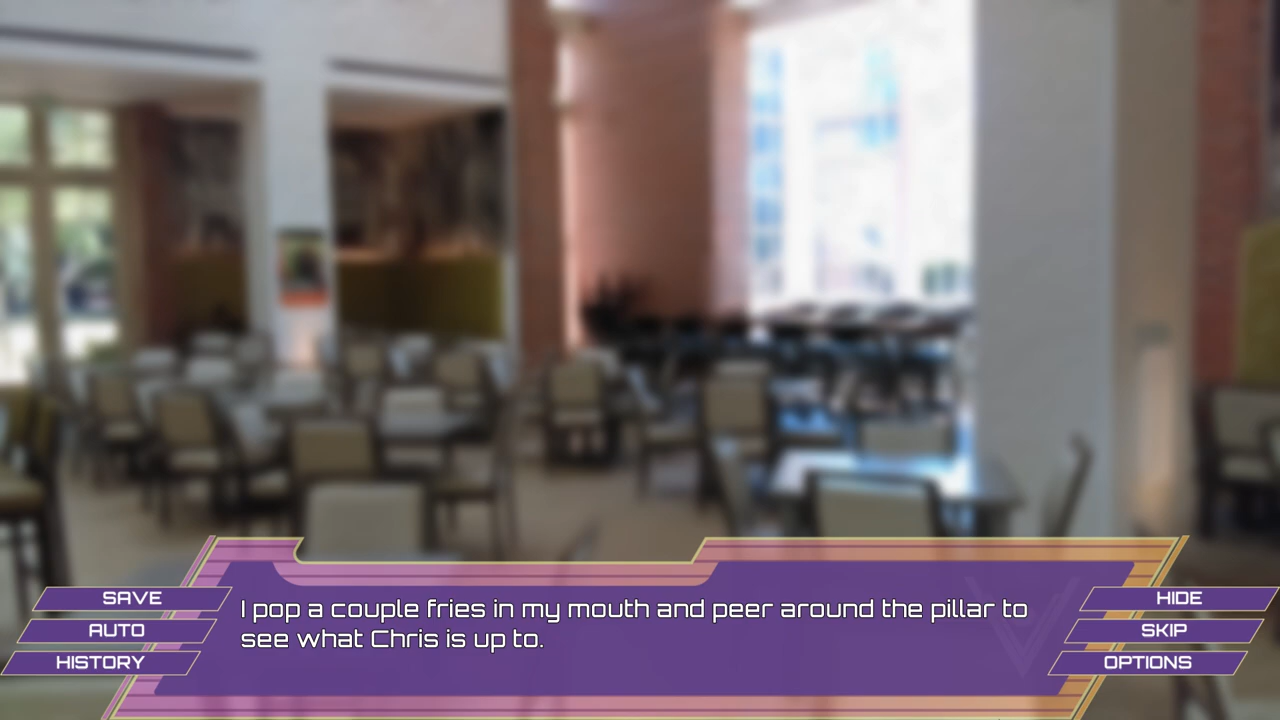 I pop a couple fries in my mouth and peer around the pillar to
see what Chris is up to.
SAVE
AUTO
HISTORY
HIDE
SKIP
OPTIONS